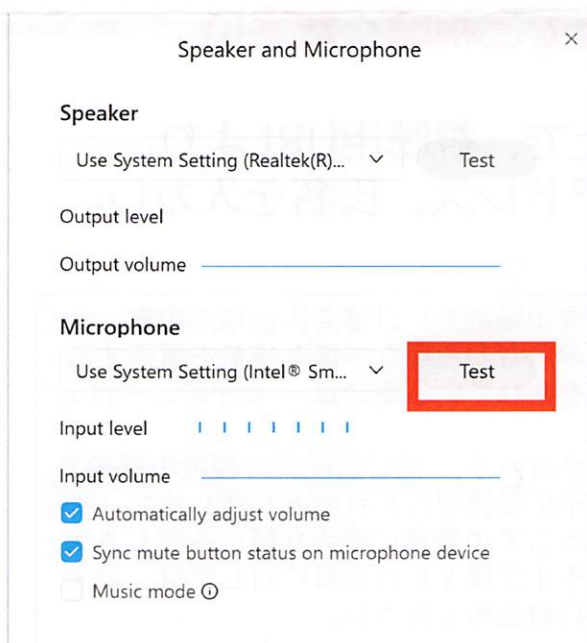 Speaker and Microphone
Speaker
Use System Setting (Realtek(R)...
Test
Output level
Output volume
Microphone
Use System Setting (Intel® Sm...
Test
Input level
Input volume
Automatically adjust volume
Sync mute button status on microphone device
Music mode